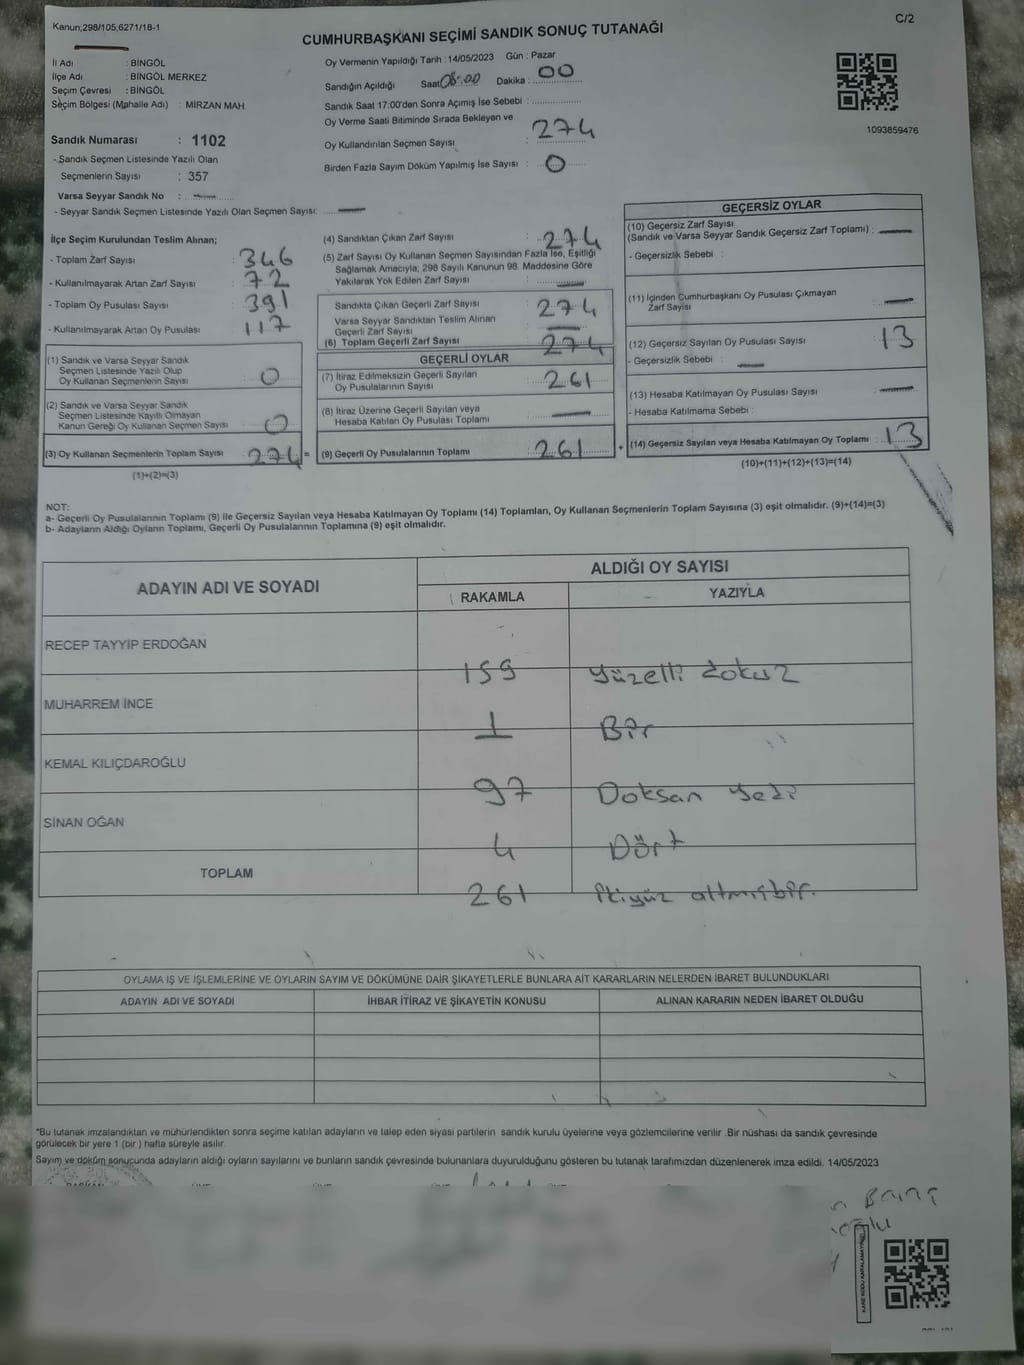 Kanun;298/105,6271/18-1
C/2
CUMHURBAŞKANI SEÇİMİ SANDIK SONUÇ TUTANAĞI
İl Adı : BİNGÖL
İlçe Adı : BİNGÖL MERKEZ
Seçim Çevresi : BİNGÖL
Seçim Bölgesi (Mahalle Adı) : MİRZAN MAH.
Sandık Numarası : 1102
- Sandık Seçmen Listesinde Yazılı Olan
Seçmenlerin Sayısı : 357
Varsa Seyyar Sandık No :
- Seyyar Sandık Seçmen Listesinde Yazılı Olan Seçmen Sayısı:
Oy Vermenin Yapıldığı Tarih : 14/05/2023 Gün : Pazar
Sandığın Açıldığı Saat 08:00 Dakika : 00
Sandık Saat 17:00'den Sonra Açımış İse Sebebi :
Oy Verme Saati Bitiminde Sırada Bekleyen ve
Oy Kullandırılan Seçmen Sayısı : 274
Birden Fazla Sayım Döküm Yapılmış İse Sayısı : 0
1093859476
İlçe Seçim Kurulundan Teslim Alınan;
- Toplam Zarf Sayısı : 346
- Kullanılmayarak Artan Zarf Sayısı : 72
- Toplam Oy Pusulası Sayısı : 391
- Kullanılmayarak Artan Oy Pusulası : 117
(1) Sandık ve Varsa Seyyar Sandık
Seçmen Listesinde Yazılı Olup
Oy Kullanan Seçmenlerin Sayısı : 0
(2) Sandık ve Varsa Seyyar Sandık
Seçmen Listesinde Kayıtlı Olmayan
Kanun Gereği Oy Kullanan Seçmen Sayısı : 0
(3) Oy Kullanan Seçmenlerin Toplam Sayısı : 274 =
(1)+(2)=(3)
(4) Sandıktan Çıkan Zarf Sayısı : 274
(5) Zarf Sayısı Oy Kullanan Seçmen Sayısından Fazla İse, Eşitliği
Sağlamak Amacıyla; 298 Sayılı Kanunun 98. Maddesine Göre
Yakılarak Yok Edilen Zarf Sayısı :
Sandıkta Çıkan Geçerli Zarf Sayısı : 274
Varsa Seyyar Sandıktan Teslim Alınan
Geçerli Zarf Sayısı
(6) Toplam Geçerli Zarf Sayısı : 274
GEÇERLİ OYLAR
(7) İtiraz Edilmeksizin Geçerli Sayılan
Oy Pusulalarının Sayısı : 261
(8) İtiraz Üzerine Geçerli Sayılan veya
Hesaba Katılan Oy Pusulası Toplamı :
(9) Geçerli Oy Pusulalarının Toplamı : 261 +
GEÇERSİZ OYLAR
(10) Geçersiz Zarf Sayısı
(Sandık ve Varsa Seyyar Sandık Geçersiz Zarf Toplamı) :
- Geçersizlik Sebebi :
(11) İçinden Cumhurbaşkanı Oy Pusulası Çıkmayan
Zarf Sayısı
(12) Geçersiz Sayılan Oy Pusulası Sayısı : 13
- Geçersizlik Sebebi :
(13) Hesaba Katılmayan Oy Pusulası Sayısı :
- Hesaba Katılmama Sebebi :
(14) Geçersiz Sayılan veya Hesaba Katılmayan Oy Toplamı : 13
(10)+(11)+(12)+(13)=(14)
NOT:
a- Geçerli Oy Pusulalarının Toplamı (9) ile Geçersiz Sayılan veya Hesaba Katılmayan Oy Toplamı (14) Toplamları, Oy Kullanan Seçmenlerin Toplam Sayısına (3) eşit olmalıdır. (9)+(14)=(3)
b- Adayların Aldığı Oyların Toplamı, Geçerli Oy Pusulalarının Toplamına (9) eşit olmalıdır.
ADAYIN ADI VE SOYADI
ALDIĞI OY SAYISI
RAKAMLA YAZIYLA
RECEP TAYYİP ERDOĞAN 159 Yüzelli dokuz
MUHARREM İNCE 1 Bir
KEMAL KILIÇDAROĞLU 97 Doksan yedi
SİNAN OĞAN 4 Dört
TOPLAM 261 ikiyüz altmışbir.
OYLAMA İŞ VE İŞLEMLERİNE VE OYLARIN SAYIM VE DÖKÜMÜNE DAİR ŞİKAYETLERLE BUNLARA AİT KARARLARIN NELERDEN İBARET BULUNDUKLARI
ADAYIN ADI VE SOYADI İHBAR İTİRAZ VE ŞİKAYETİN KONUSU ALINAN KARARIN NEDEN İBARET OLDUĞU
*Bu tutanak imzalandıktan ve mühürlendikten sonra seçime katılan adayların ve talep eden siyasi partilerin sandık kurulu üyelerine veya gözlemcilerine verilir .Bir nüshası da sandık çevresinde
görülecek bir yere 1 (bir ) hafta süreyle asılır.
Sayım ve döküm sonucunda adayların aldığı oyların sayılarını ve bunların sandık çevresinde bulunanlara duyurulduğunu gösteren bu tutanak tarafımızdan düzenlenerek imza edildi. 14/05/2023